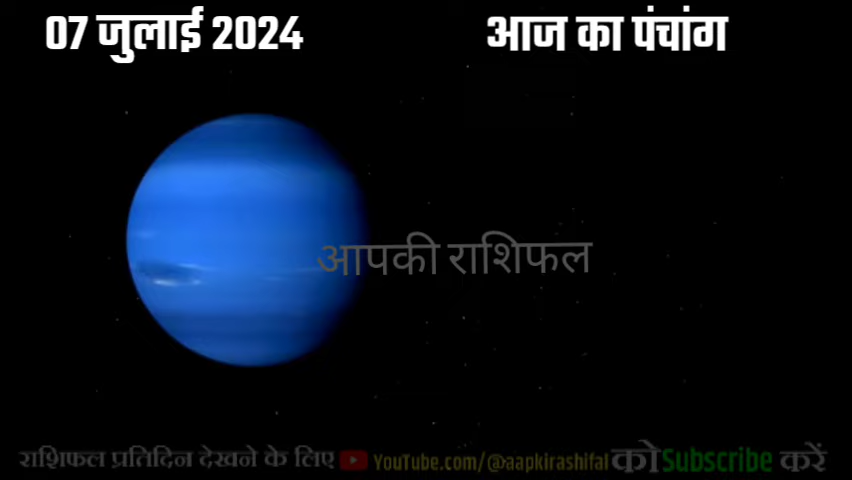 07 जुलाई 2024 आज का पंचांग
आपकी राशिफल
राशिफल प्रतिदिन देखने के लिए YouTube.com/@aapkirashifal को Subscribe करें